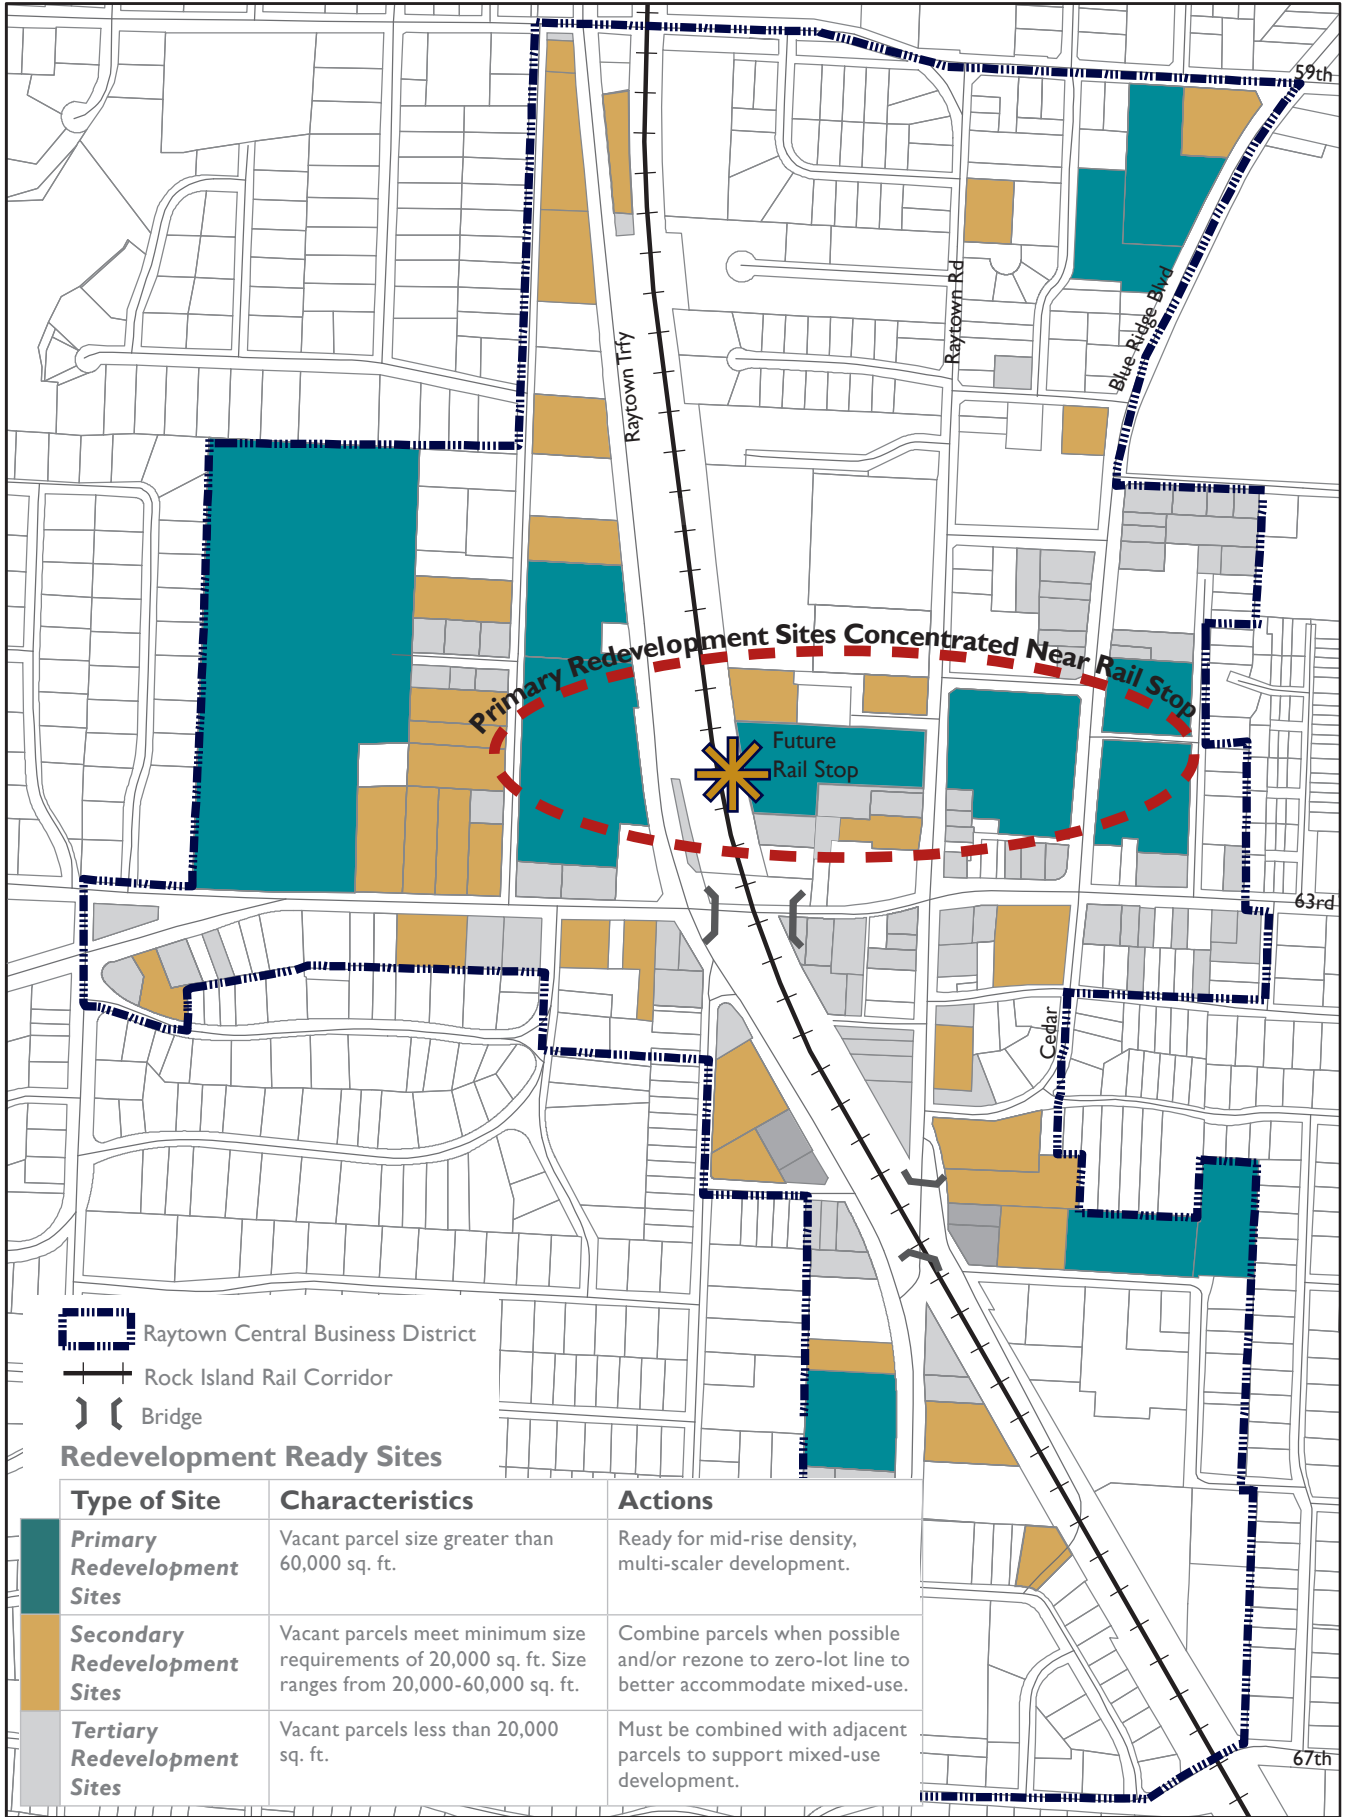 59th
Raytown Rd
Blue Ridge Blvd
Raytown Trfy
Primary Redevelopment Sites Concentrated Near Rail Stop
Future
Rail Stop
63rd
Cedar
Raytown Central Business District
Rock Island Rail Corridor
Bridge
Redevelopment Ready Sites
Type of Site
Characteristics
Actions
Primary
Redevelopment
Sites
Vacant parcel size greater than
60,000 sq. ft.
Ready for mid-rise density,
multi-scaler development.
Secondary
Redevelopment
Sites
Vacant parcels meet minimum size
requirements of 20,000 sq. ft. Size
ranges from 20,000-60,000 sq. ft.
Combine parcels when possible
and/or rezone to zero-lot line to
better accommodate mixed-use.
Tertiary
Redevelopment
Sites
Vacant parcels less than 20,000
sq. ft.
Must be combined with adjacent
parcels to support mixed-use
development.
67th